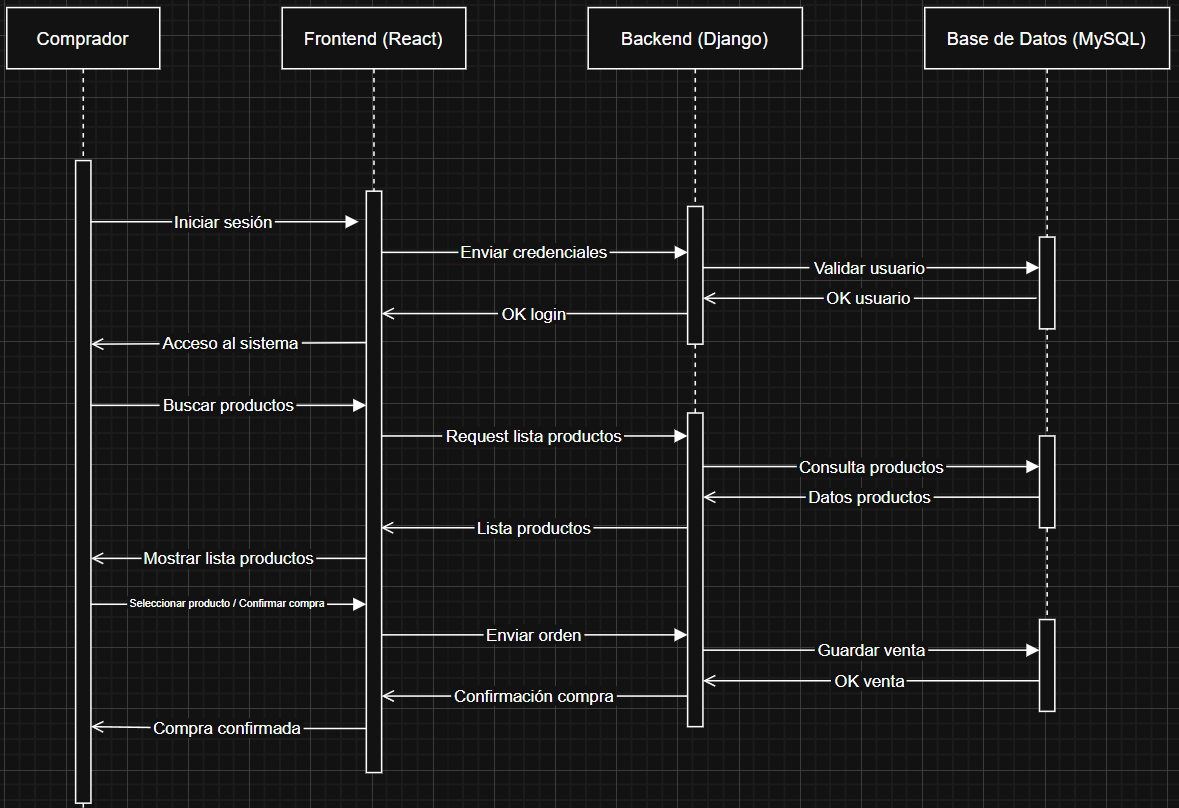 Comprador
Frontend (React)
Backend (Django)
Base de Datos (MySQL)
Iniciar sesión
Enviar credenciales
Validar usuario
OK usuario
OK login
Acceso al sistema
Buscar productos
Request lista productos
Consulta productos
Datos productos
Lista productos
Mostrar lista productos
Seleccionar producto / Confirmar compra
Enviar orden
Guardar venta
OK venta
Confirmación compra
Compra confirmada